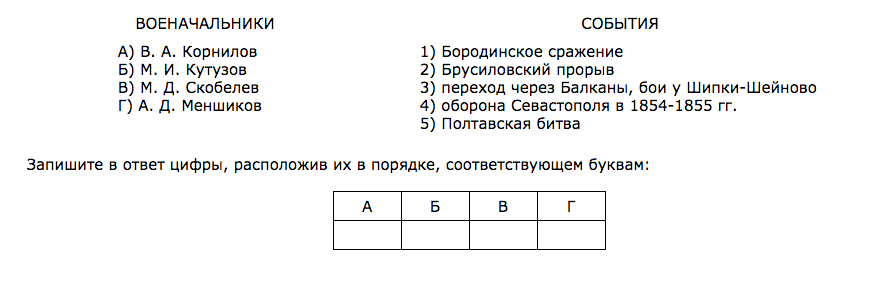 ВОЕНАЧАЛЬНИКИ СОБЫТИЯ
А) В. А. Корнилов 1) Бородинское сражение
Б) М. И. Кутузов 2) Брусиловский прорыв
В) М. Д. Скобелев 3) переход через Балканы, бои у Шипки-Шейново
Г) А. Д. Меншиков 4) оборона Севастополя в 1854-1855 гг.
5) Полтавская битва
Запишите в ответ цифры, расположив их в порядке, соответствующем буквам:
А Б В Г